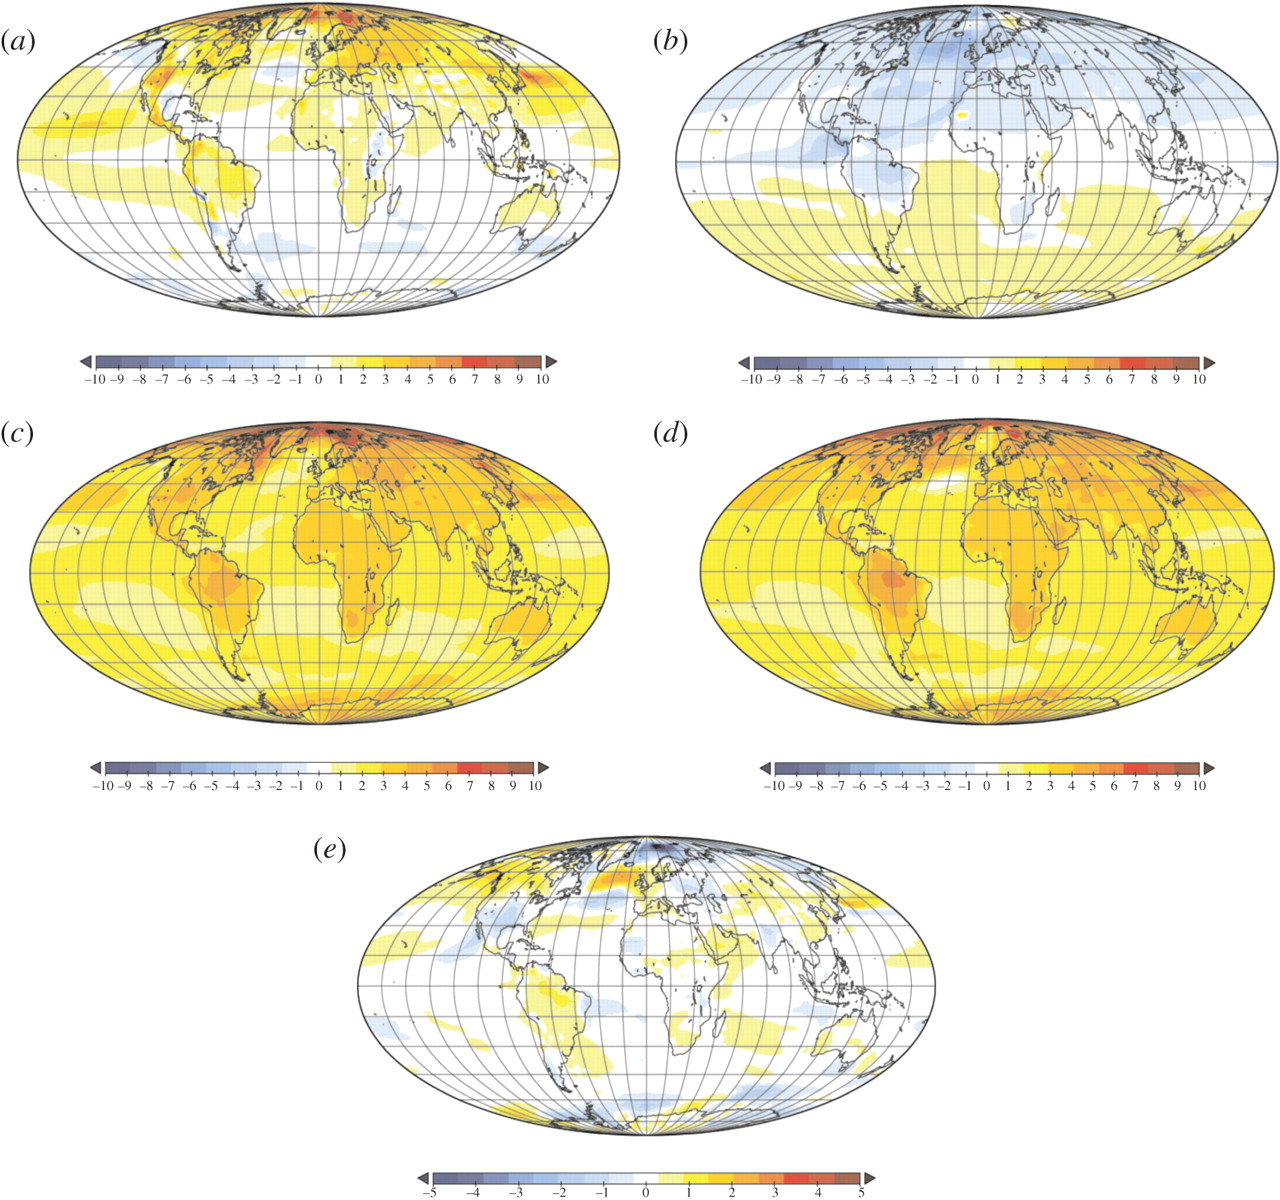 (a)
(b)
–10 –9 –8 –7 –6 –5 –4 –3 –2 –1 0 1 2 3 4 5 6 7 8 9 10
–10 –9 –8 –7 –6 –5 –4 –3 –2 –1 0 1 2 3 4 5 6 7 8 9 10
(c)
(d)
–10 –9 –8 –7 –6 –5 –4 –3 –2 –1 0 1 2 3 4 5 6 7 8 9 10
–10 –9 –8 –7 –6 –5 –4 –3 –2 –1 0 1 2 3 4 5 6 7 8 9 10
(e)
–5 –4 –3 –2 –1 0 1 2 3 4 5